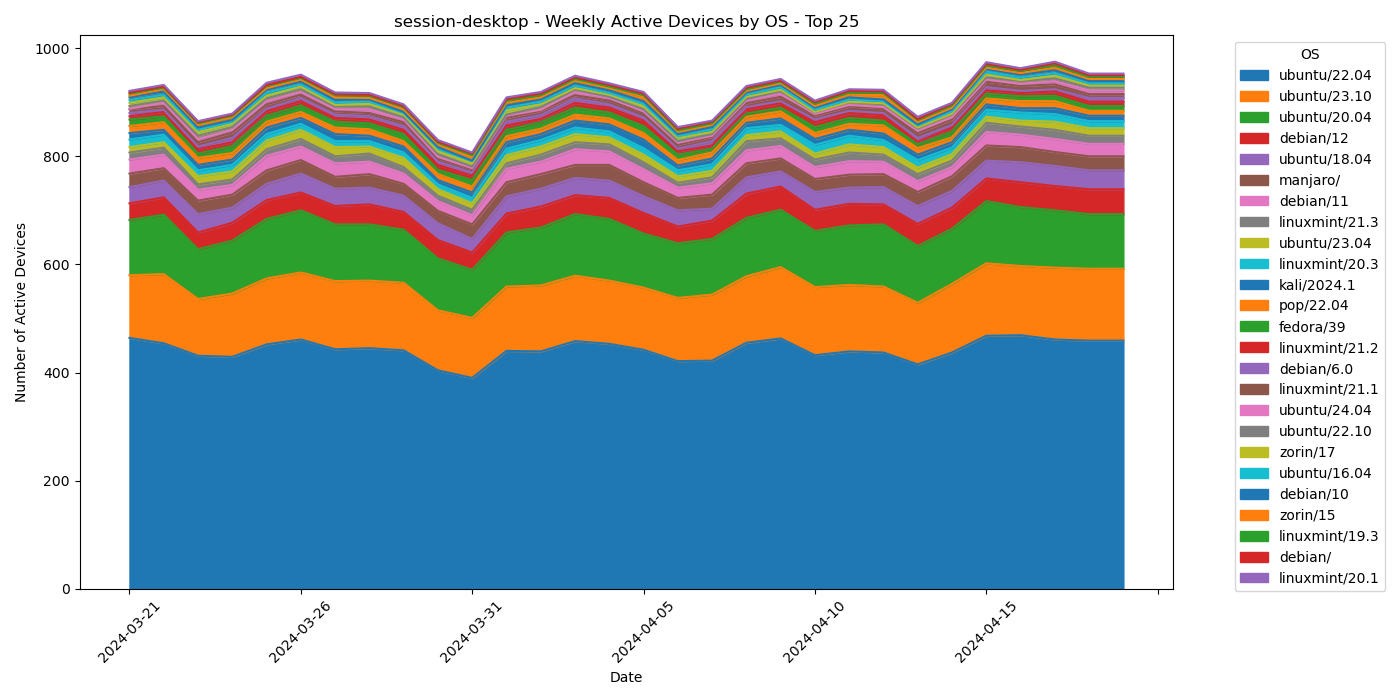 session-desktop - Weekly Active Devices by OS - Top 25
Number of Active Devices
1000
800
600
400
200
0
2024-03-21
2024-03-26
2024-03-31
2024-04-05
2024-04-10
2024-04-15
Date
OS
ubuntu/22.04
ubuntu/23.10
ubuntu/20.04
debian/12
ubuntu/18.04
manjaro/
debian/11
linuxmint/21.3
ubuntu/23.04
linuxmint/20.3
kali/2024.1
pop/22.04
fedora/39
linuxmint/21.2
debian/6.0
linuxmint/21.1
ubuntu/24.04
ubuntu/22.10
zorin/17
ubuntu/16.04
debian/10
zorin/15
linuxmint/19.3
debian/
linuxmint/20.1